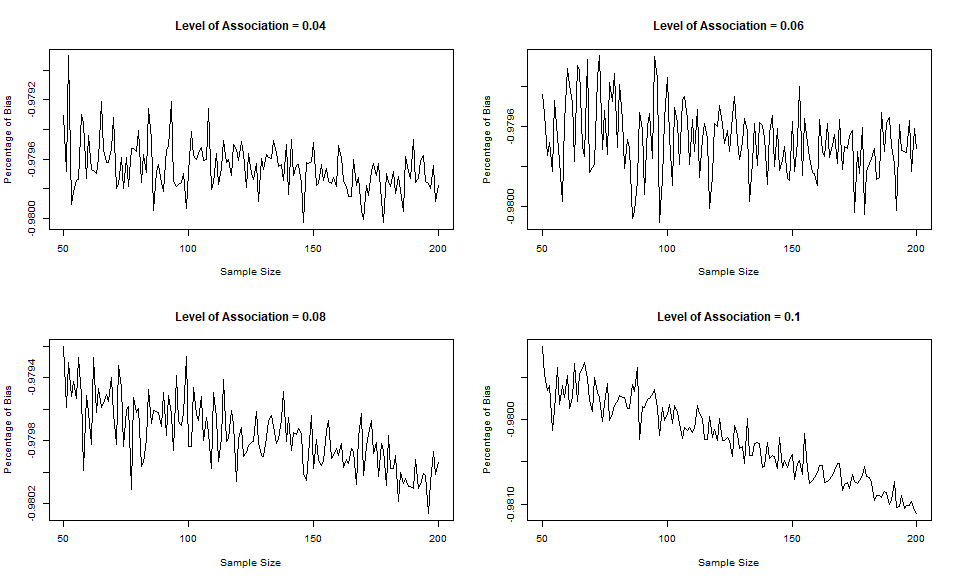 Level of Association = 0.04
Percentage of Bias
-0.9792
-0.9796
-0.9800
50
100
150
200
Sample Size
Level of Association = 0.06
Percentage of Bias
-0.9796
-0.9800
50
100
150
200
Sample Size
Level of Association = 0.08
Percentage of Bias
-0.9794
-0.9798
-0.9802
50
100
150
200
Sample Size
Level of Association = 0.1
Percentage of Bias
-0.9800
-0.9810
50
100
150
200
Sample Size